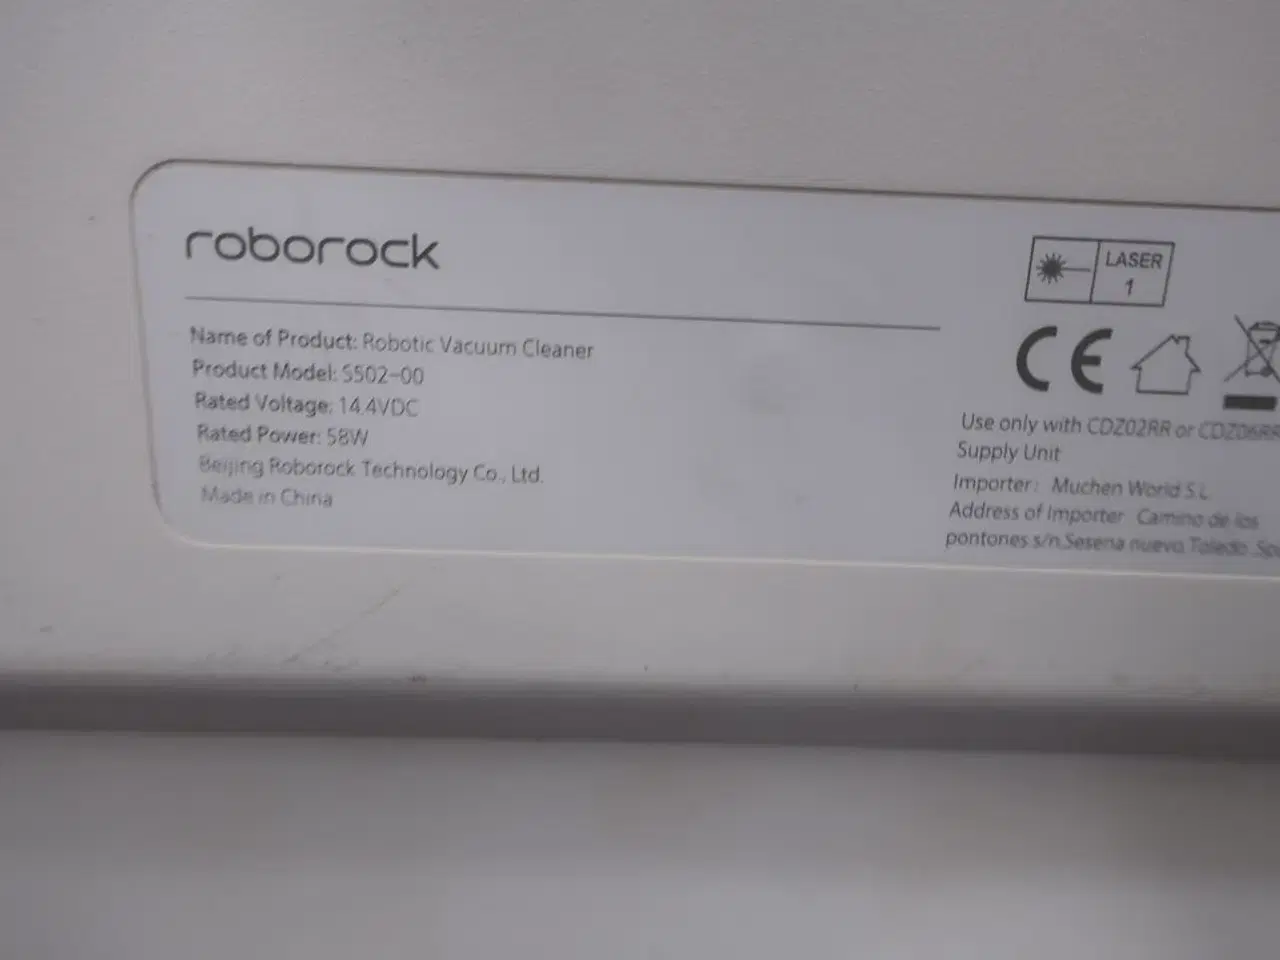 roborock
Name of Product: Robotic Vacuum Cleaner
Product Model: S502-00
Rated Voltage: 14.4VDC
Rated Power: 58W
Beijing Roborock Technology Co., Ltd.
Made in China
LASER
1
CE
Use only with CDZ02RR or CDZ06RR
Supply Unit
Importer: Muchen World S.L
Address of Importer Camino de los
pontones s/n,Sesena nuevo,Toledo